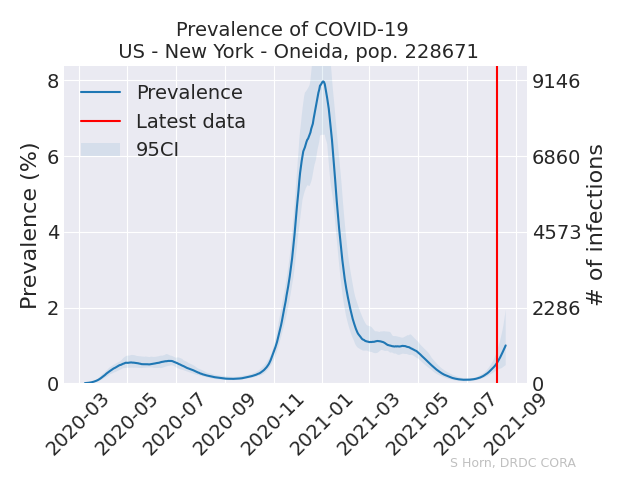 Prevalence of COVID-19
US - New York - Oneida, pop. 228671
Prevalence
Latest data
95CI
Prevalence (%)
8
6
4
2
0
9146
6860
4573
2286
0
# of infections
2020-03
2020-05
2020-07
2020-09
2020-11
2021-01
2021-03
2021-05
2021-07
2021-09
S Horn, DRDC CORA